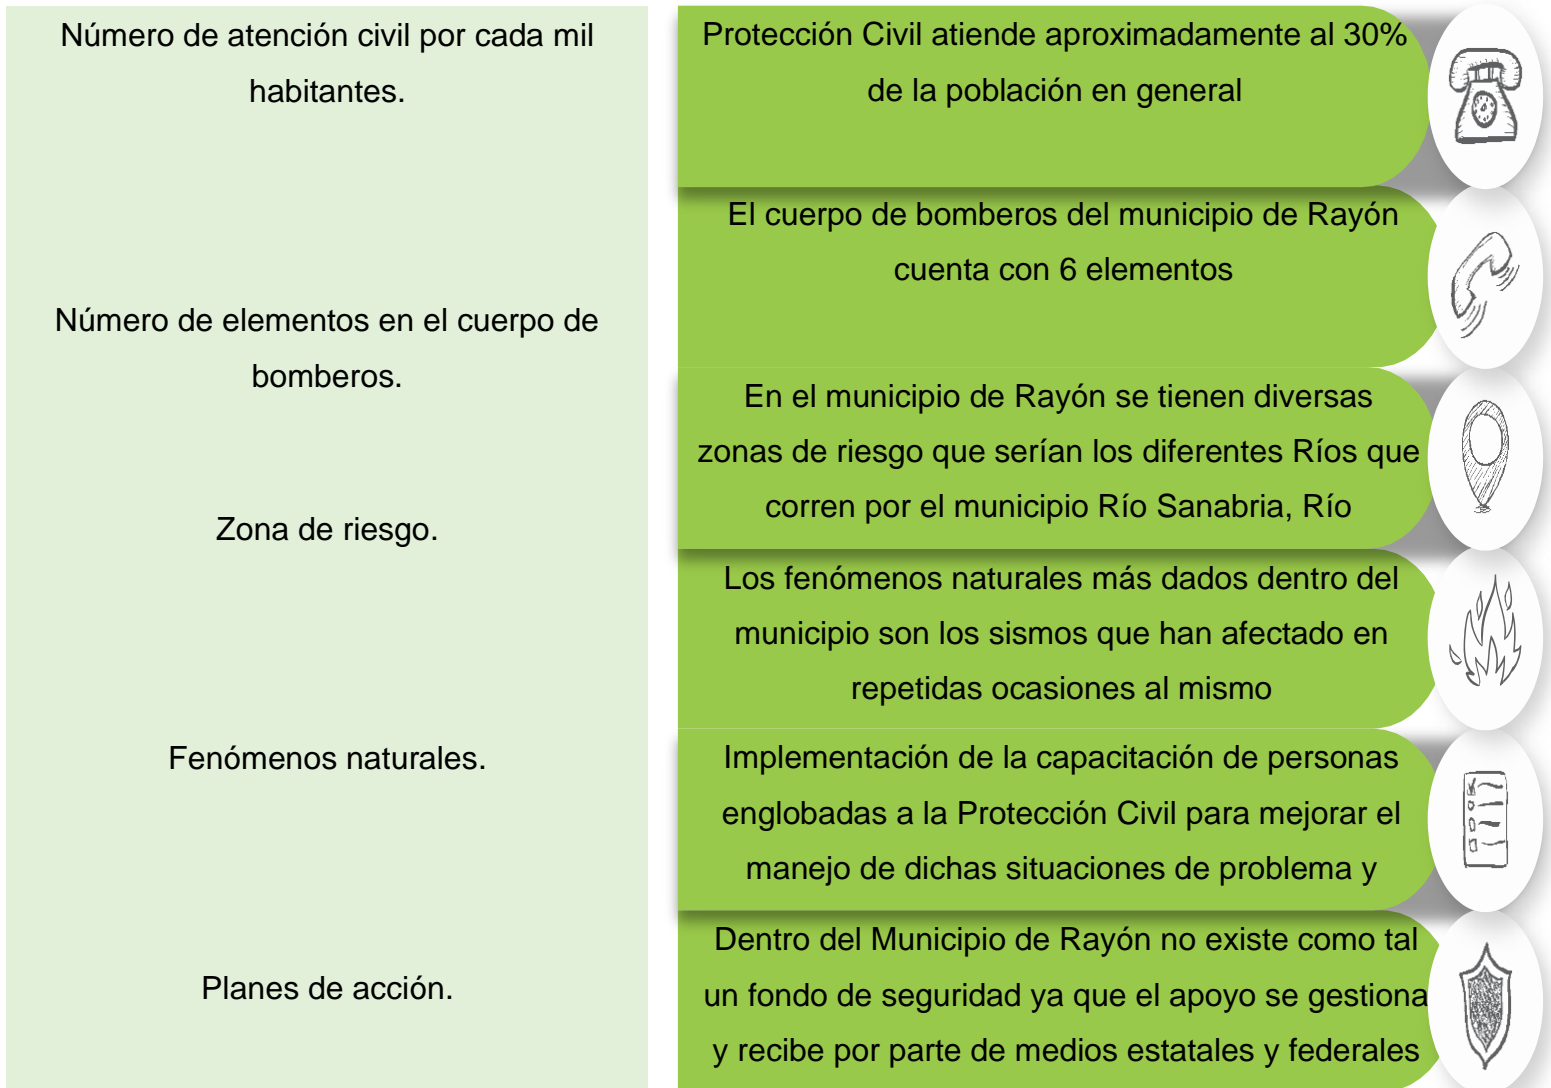 Número de atención civil por cada mil
habitantes.
Número de elementos en el cuerpo de
bomberos.
Zona de riesgo.
Fenómenos naturales.
Planes de acción.
Protección Civil atiende aproximadamente al 30%
de la población en general
El cuerpo de bomberos del municipio de Rayón
cuenta con 6 elementos
En el municipio de Rayón se tienen diversas
zonas de riesgo que serían los diferentes Ríos que
corren por el municipio Río Sanabria, Río
Los fenómenos naturales más dados dentro del
municipio son los sismos que han afectado en
repetidas ocasiones al mismo
Implementación de la capacitación de personas
englobadas a la Protección Civil para mejorar el
manejo de dichas situaciones de problema y
Dentro del Municipio de Rayón no existe como tal
un fondo de seguridad ya que el apoyo se gestiona
y recibe por parte de medios estatales y federales